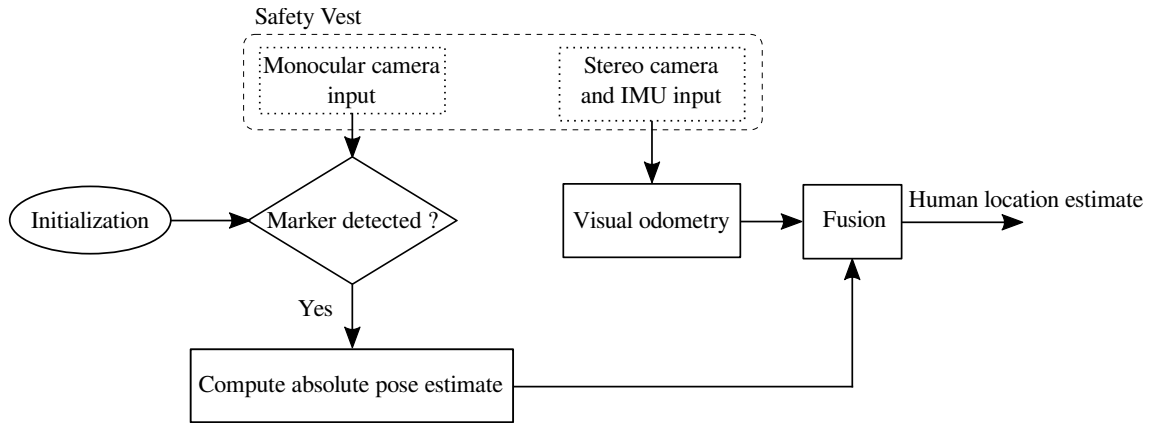 Safety Vest
Monocular camera
input
Stereo camera
and IMU input
Initialization
Marker detected ?
Visual odometry
Fusion
Human location estimate
Yes
Compute absolute pose estimate